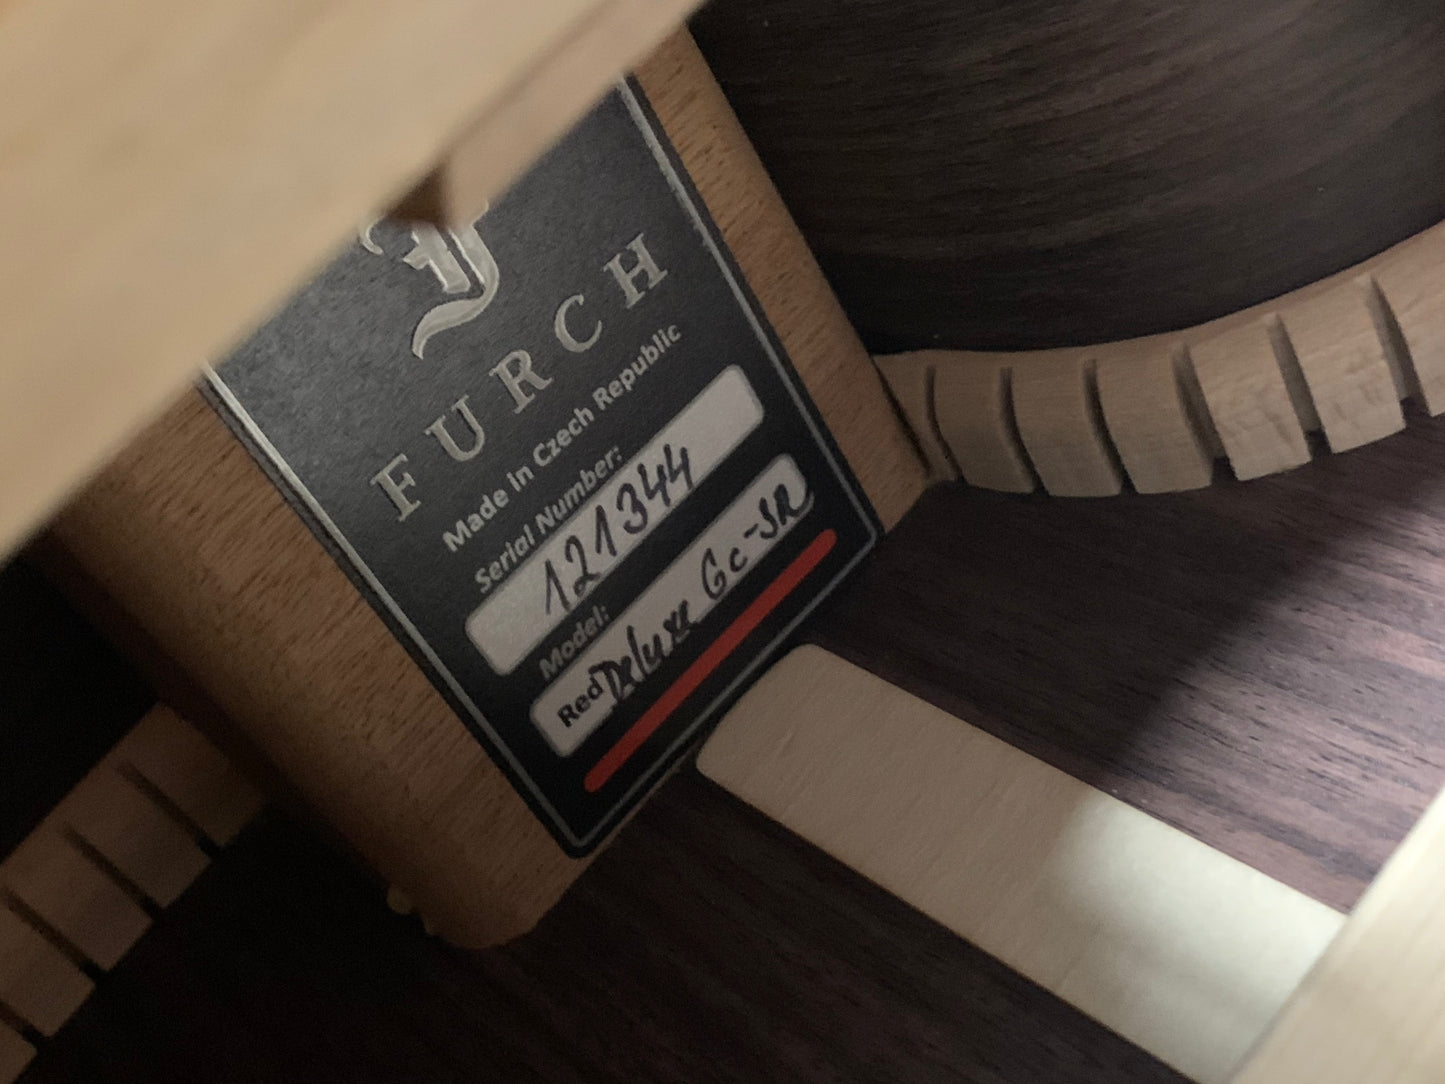 F
FURCH
Made in Czech Republic
Serial Number:
121344
Model:
Red Deluxe Gc-SR